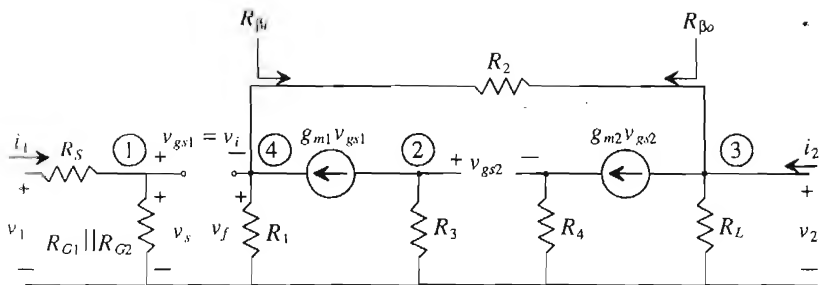 R_βi R_βo
R_2
i_1 R_S ① + v_gs1 = v_i − ④ g_m1 v_gs1 ② + v_gs2 − g_m2 v_gs2 ③ i_2
+ + + +
v_1 R_G1||R_G2 v_s v_f R_1 R_3 R_4 R_L v_2
− − − −